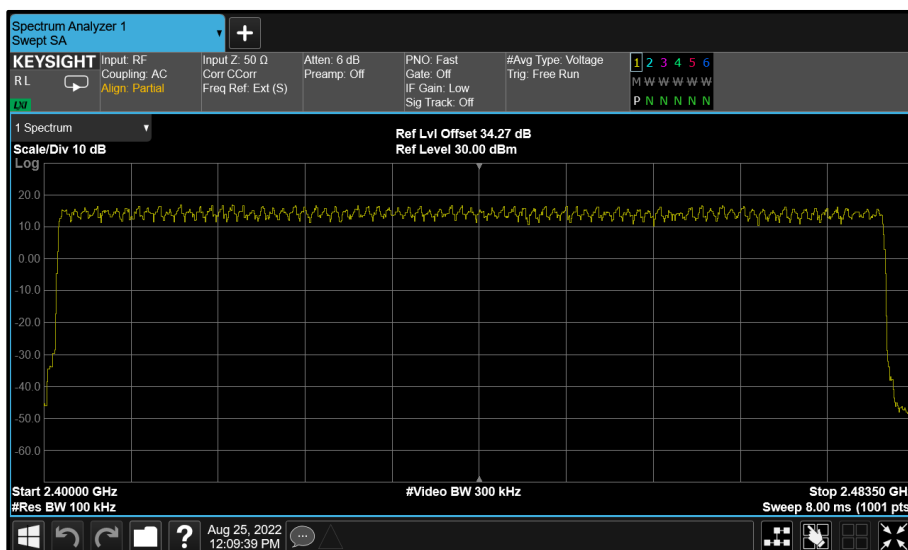 Spectrum Analyzer 1
Swept SA
KEYSIGHT
RL
LXI
Input: RF
Coupling: AC
Align: Partial
Input Z: 50 Ω
Corr CCorr
Freq Ref: Ext (S)
Atten: 6 dB
Preamp: Off
PNO: Fast
Gate: Off
IF Gain: Low
Sig Track: Off
#Avg Type: Voltage
Trig: Free Run
1 2 3 4 5 6
M W W W W W
P N N N N N
1 Spectrum
Scale/Div 10 dB
Ref Lvl Offset 34.27 dB
Ref Level 30.00 dBm
Log
20.0
10.0
0.00
-10.0
-20.0
-30.0
-40.0
-50.0
-60.0
Start 2.40000 GHz
#Res BW 100 kHz
#Video BW 300 kHz
Stop 2.48350 GH
Sweep 8.00 ms (1001 pts
?
Aug 25, 2022
12:09:39 PM